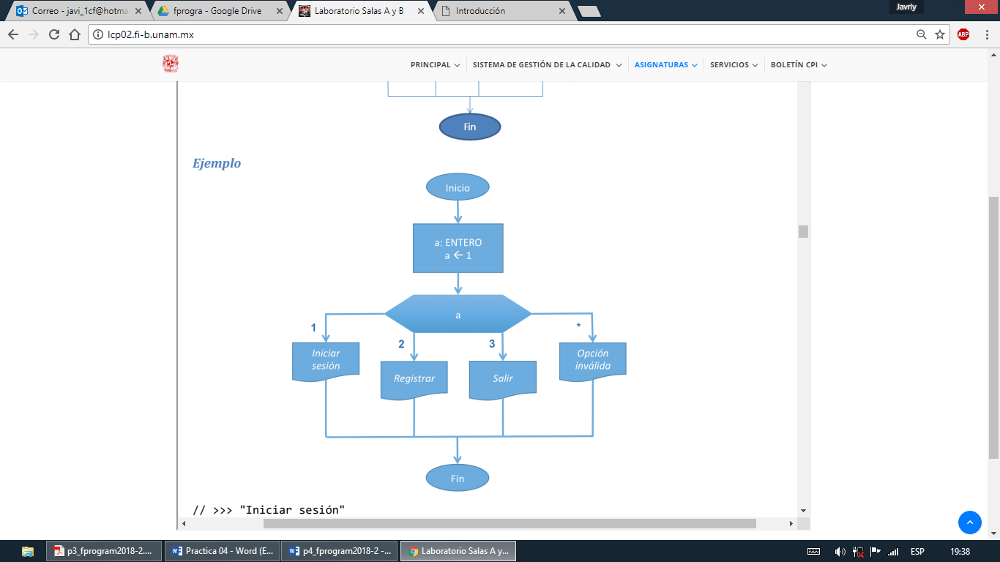 Correo - javi_1cf@hotma
fprogra - Google Drive
Laboratorio Salas A y B
Introducción
Javrly
lcp02.fi-b.unam.mx
ABP
PRINCIPAL
SISTEMA DE GESTIÓN DE LA CALIDAD
ASIGNATURAS
SERVICIOS
BOLETÍN CPI
Fin
Ejemplo
Inicio
a: ENTERO
a ← 1
a
1
2
3
*
Iniciar
sesión
Registrar
Salir
Opción
inválida
Fin
// >>> "Iniciar sesión"
p3_fprogram2018-2....
Practica 04 - Word (E...
p4_fprogram2018-2 -...
Laboratorio Salas A y...
ESP
19:38